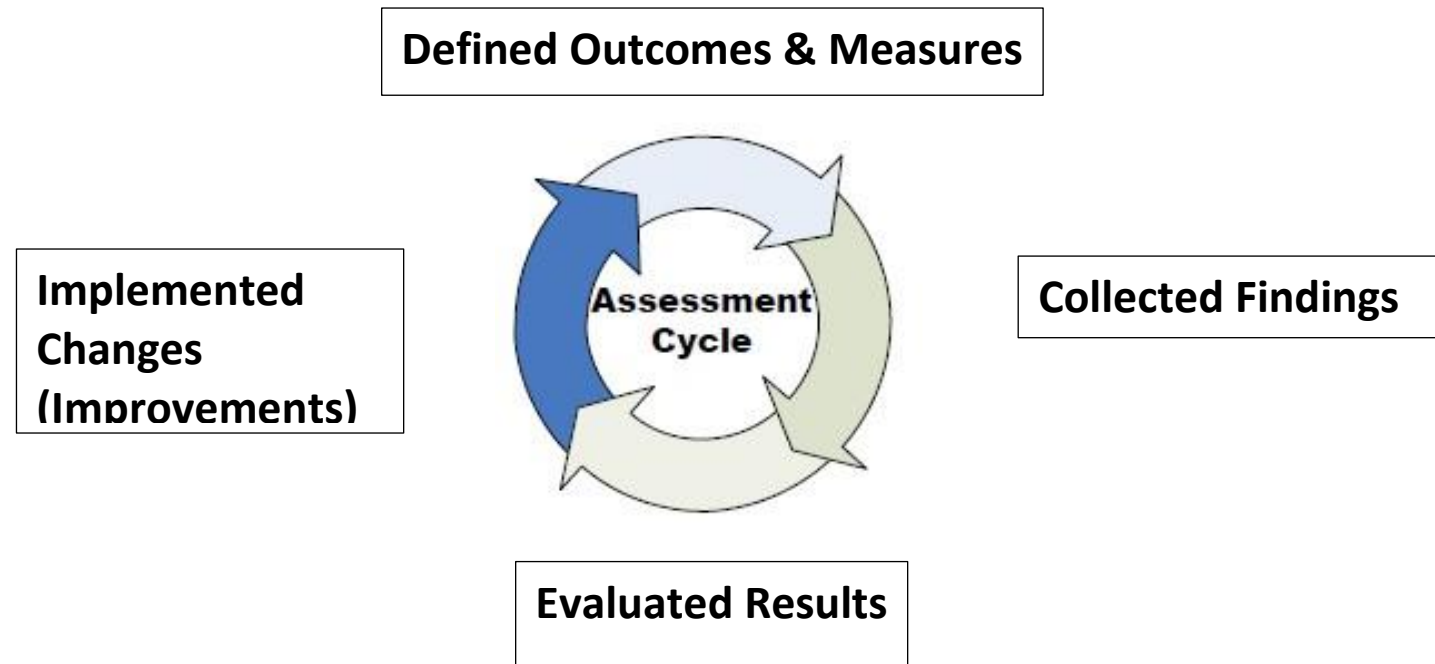 Defined Outcomes & Measures
Implemented
Changes
(Improvements)
Assessment
Cycle
Collected Findings
Evaluated Results